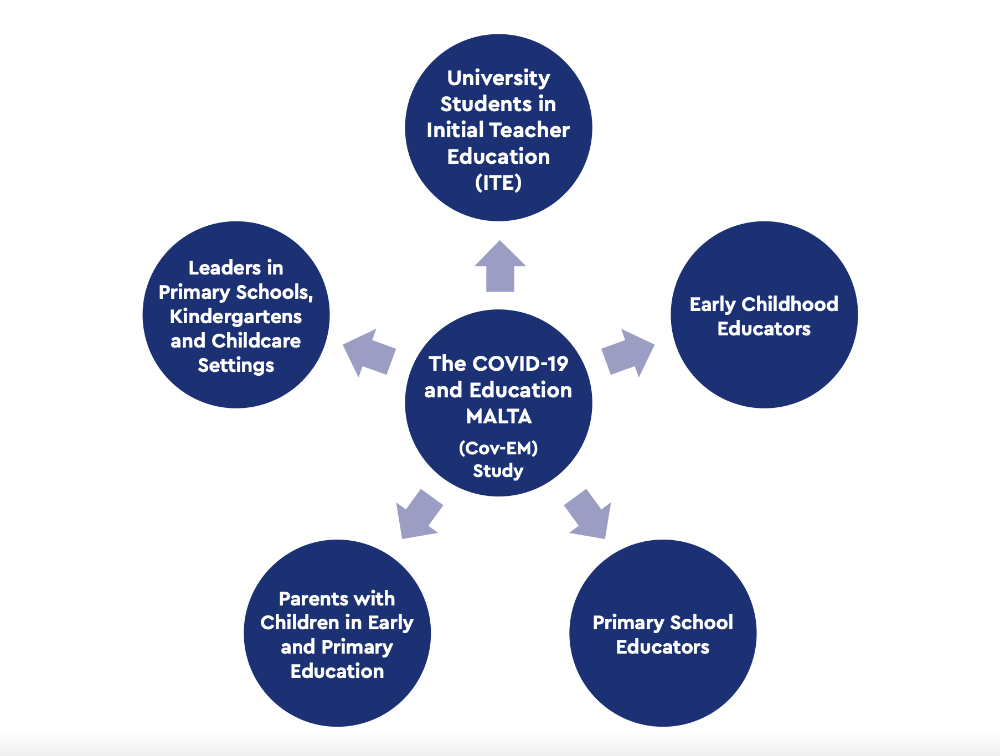 University
Students in
Initial Teacher
Education
(ITE)
Leaders in
Primary Schools,
Kindergartens
and Childcare
Settings
Early Childhood
Educators
The COVID-19
and Education
MALTA
(Cov-EM)
Study
Parents with
Children in Early
and Primary
Education
Primary School
Educators